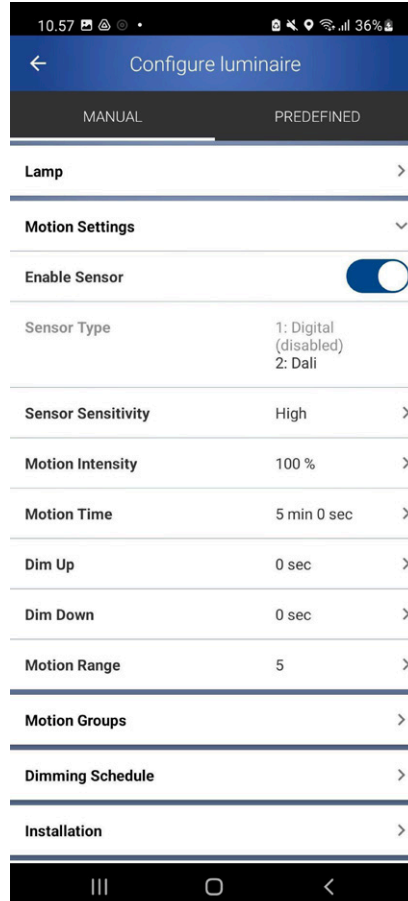 10.57 36%
Configure luminaire
MANUAL PREDEFINED
Lamp
Motion Settings
Enable Sensor
Sensor Type 1: Digital
(disabled)
2: Dali
Sensor Sensitivity High
Motion Intensity 100 %
Motion Time 5 min 0 sec
Dim Up 0 sec
Dim Down 0 sec
Motion Range 5
Motion Groups
Dimming Schedule
Installation